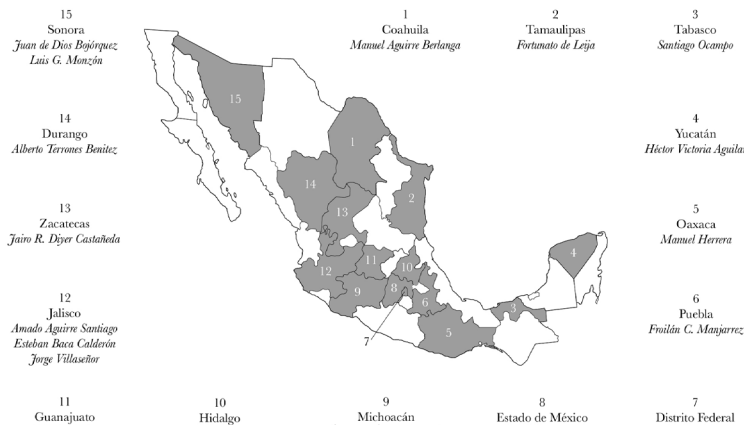 15
Sonora
Juan de Dios Bojórquez
Luis G. Monzón
1
Coahuila
Manuel Aguirre Berlanga
2
Tamaulipas
Fortunato de Leija
3
Tabasco
Santiago Ocampo
14
Durango
Alberto Terrones Benitez
4
Yucatán
Héctor Victoria Aguilar
13
Zacatecas
Jairo R. Dyer Castañeda
5
Oaxaca
Manuel Herrera
12
Jalisco
Amado Aguirre Santiago
Esteban Baca Calderón
Jorge Villaseñor
6
Puebla
Froilán C. Manjarrez
15
1
14
2
13
4
11
10
12
9
8
6
3
5
7
11
Guanajuato
10
Hidalgo
9
Michoacán
8
Estado de México
7
Distrito Federal